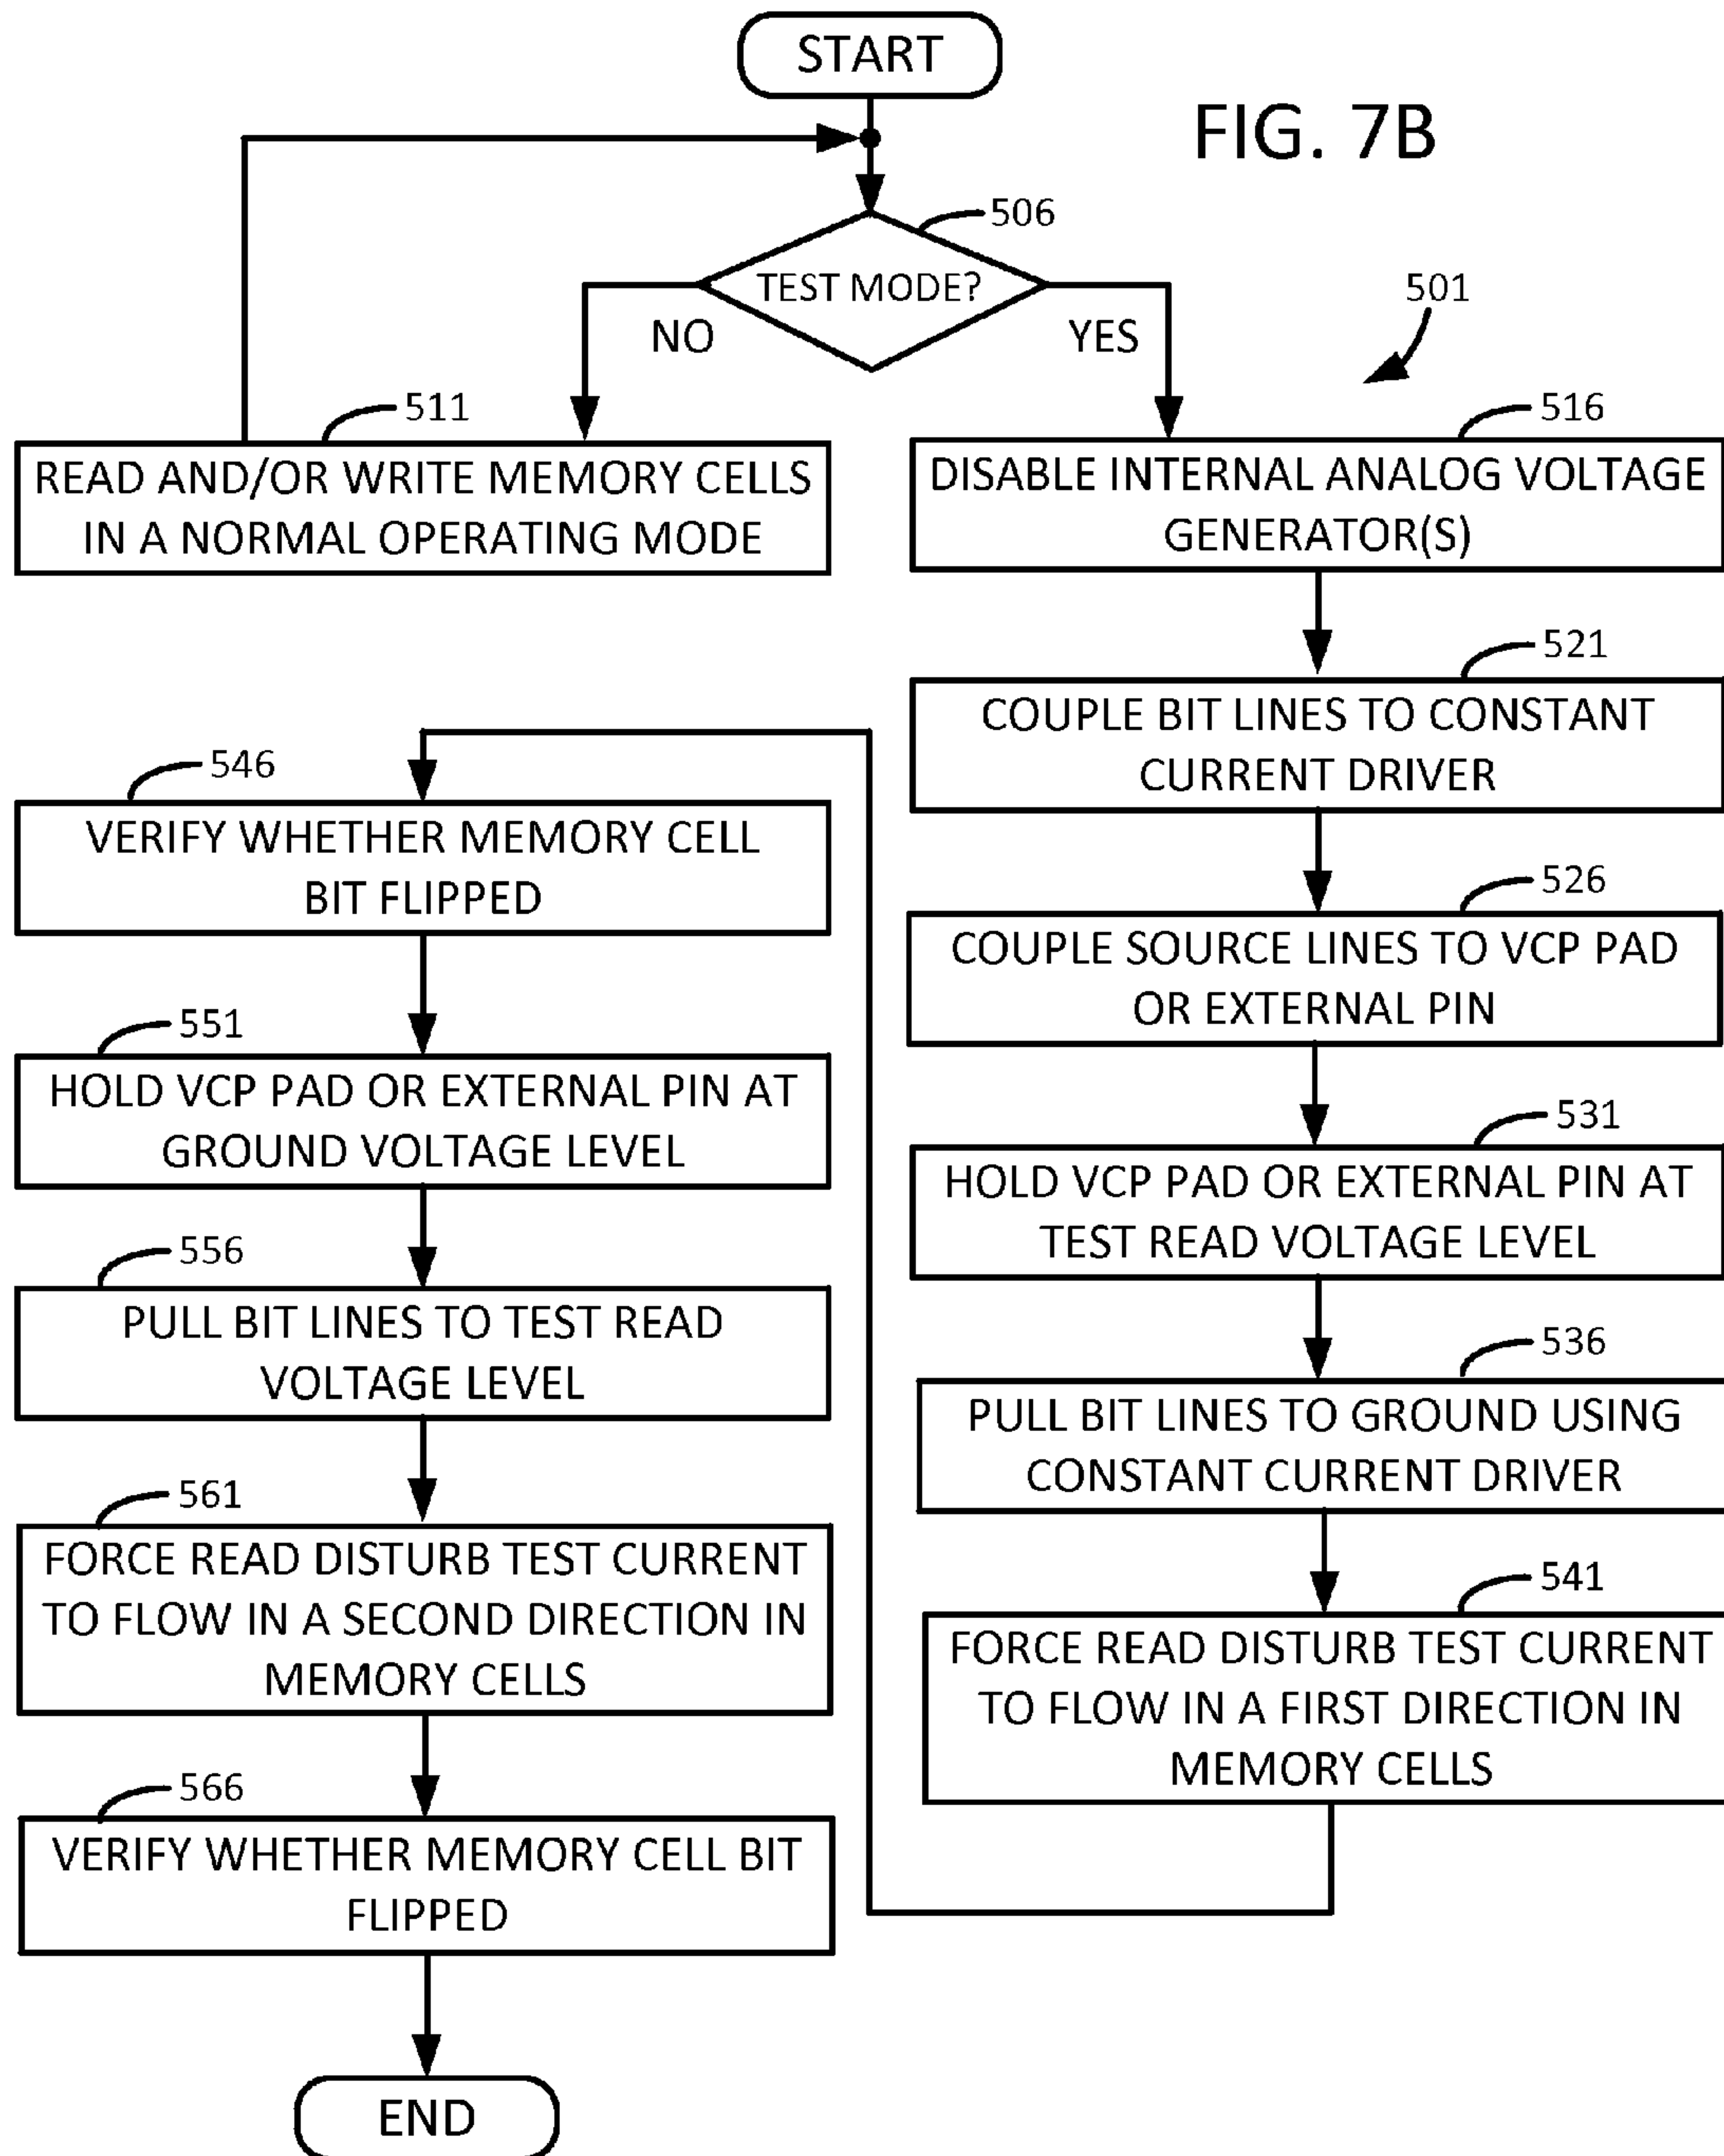 START
FIG. 7B
506
TEST MODE?
NO
YES
501
511
READ AND/OR WRITE MEMORY CELLS
IN A NORMAL OPERATING MODE
516
DISABLE INTERNAL ANALOG VOLTAGE
GENERATOR(S)
521
COUPLE BIT LINES TO CONSTANT
CURRENT DRIVER
526
COUPLE SOURCE LINES TO VCP PAD
OR EXTERNAL PIN
531
HOLD VCP PAD OR EXTERNAL PIN AT
TEST READ VOLTAGE LEVEL
536
PULL BIT LINES TO GROUND USING
CONSTANT CURRENT DRIVER
541
FORCE READ DISTURB TEST CURRENT
TO FLOW IN A FIRST DIRECTION IN
MEMORY CELLS
546
VERIFY WHETHER MEMORY CELL
BIT FLIPPED
551
HOLD VCP PAD OR EXTERNAL PIN AT
GROUND VOLTAGE LEVEL
556
PULL BIT LINES TO TEST READ
VOLTAGE LEVEL
561
FORCE READ DISTURB TEST CURRENT
TO FLOW IN A SECOND DIRECTION IN
MEMORY CELLS
566
VERIFY WHETHER MEMORY CELL BIT
FLIPPED
END